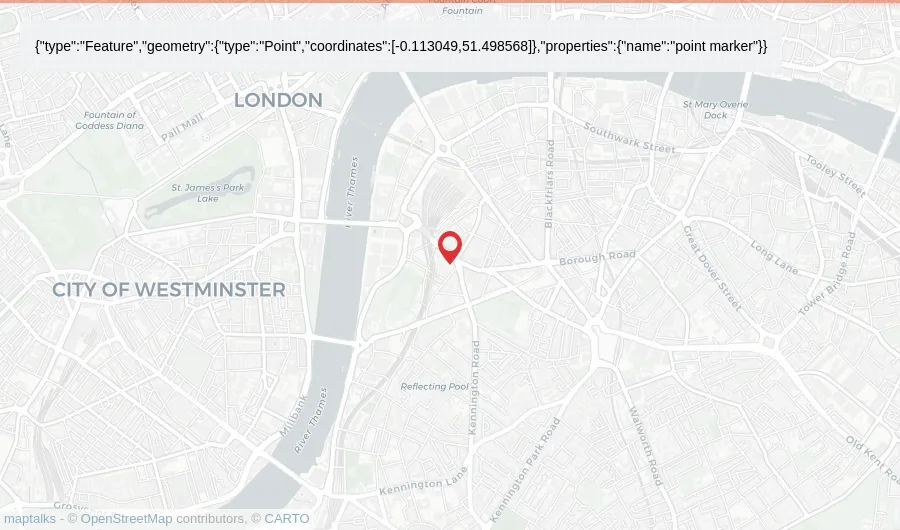 Fountain
{"type":"Feature","geometry":{"type":"Point","coordinates":[-0.113049,51.498568]},"properties":{"name":"point marker"}}
LONDON
St Mary Overie
Dock
Fountain of
Goddess Diana
Pall Mall
Lane
Southwark Street
Tooley Street
River Thames
Blackfriars Road
St. James's Park
Lake
Borough Road
Great Dover Street
Long Lane
Tower Bridge Road
CITY OF WESTMINSTER
Kennington Road
Reflecting Pool
Millbank
River Thames
Walworth Road
Kennington Park Road
Old Kent Road
Kennington Lane
maptalks - © OpenStreetMap contributors, © CARTO